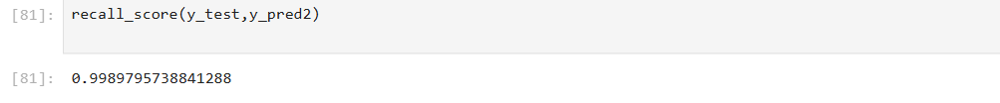 [81]: recall_score(y_test,y_pred2)
[81]: 0.9989795738841288